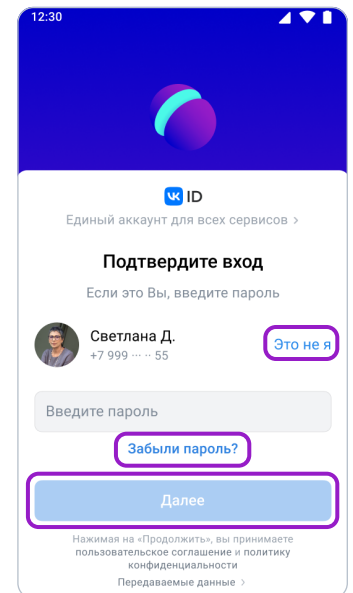 12:30
VK ID
Единый аккаунт для всех сервисов >
Подтвердите вход
Если это Вы, введите пароль
Светлана Д.
Это не я
+7 999 ··· ·· 55
Введите пароль
Забыли пароль?
Далее
Нажимая на «Продолжить», вы принимаете
пользовательское соглашение и политику
конфиденциальности
Передаваемые данные >